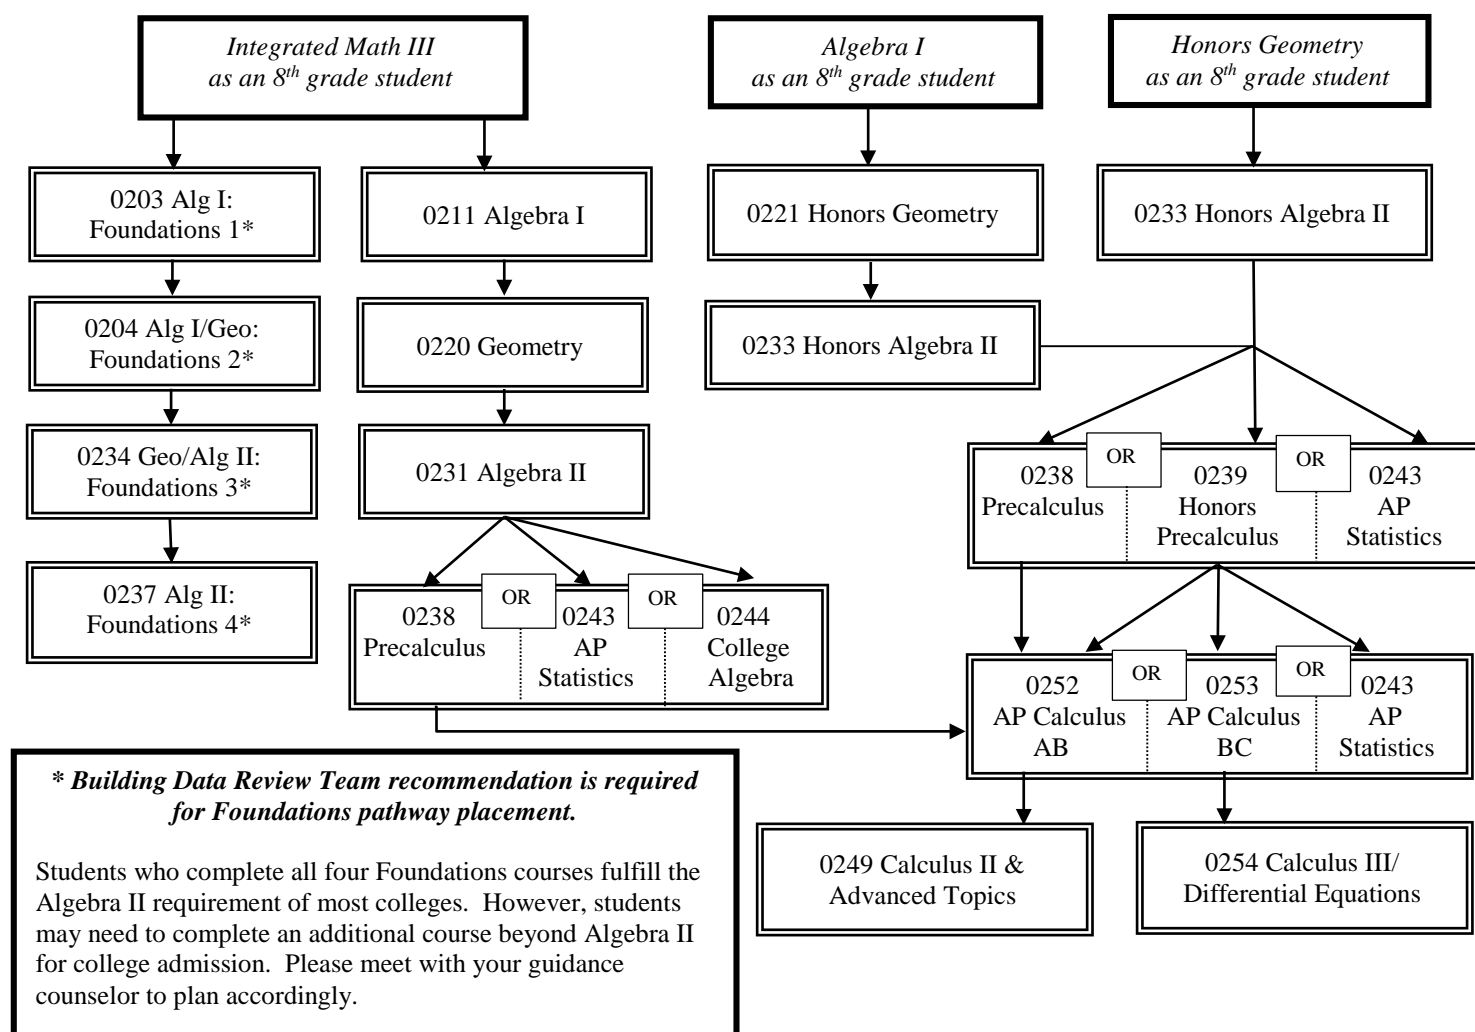 Integrated Math III
as an 8th grade student
Algebra I
as an 8th grade student
Honors Geometry
as an 8th grade student
0203 Alg I:
Foundations 1*
0211 Algebra I
0221 Honors Geometry
0233 Honors Algebra II
0204 Alg I/Geo:
Foundations 2*
0220 Geometry
0233 Honors Algebra II
0234 Geo/Alg II:
Foundations 3*
0231 Algebra II
0238
Precalculus
OR
0239
Honors
Precalculus
OR
0243
AP
Statistics
0237 Alg II:
Foundations 4*
0238
Precalculus
OR
0243
AP
Statistics
OR
0244
College
Algebra
0252
AP Calculus
AB
OR
0253
AP Calculus
BC
OR
0243
AP
Statistics
0249 Calculus II &
Advanced Topics
0254 Calculus III/
Differential Equations
* Building Data Review Team recommendation is required
for Foundations pathway placement.
Students who complete all four Foundations courses fulfill the
Algebra II requirement of most colleges.  However, students
may need to complete an additional course beyond Algebra II
for college admission.  Please meet with your guidance
counselor to plan accordingly.